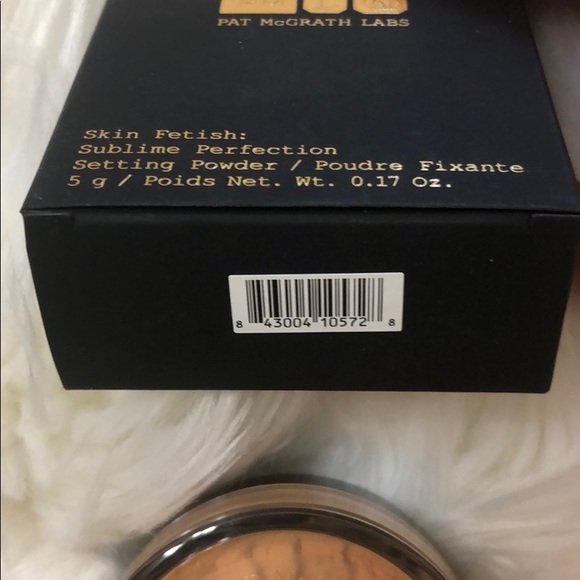 PAT McGRATH LABS
Skin Fetish:
Sublime Perfection
Setting Powder / Poudre Fixante
5 g / Poids Net. Wt. 0.17 Oz.
8 43004 10572 8